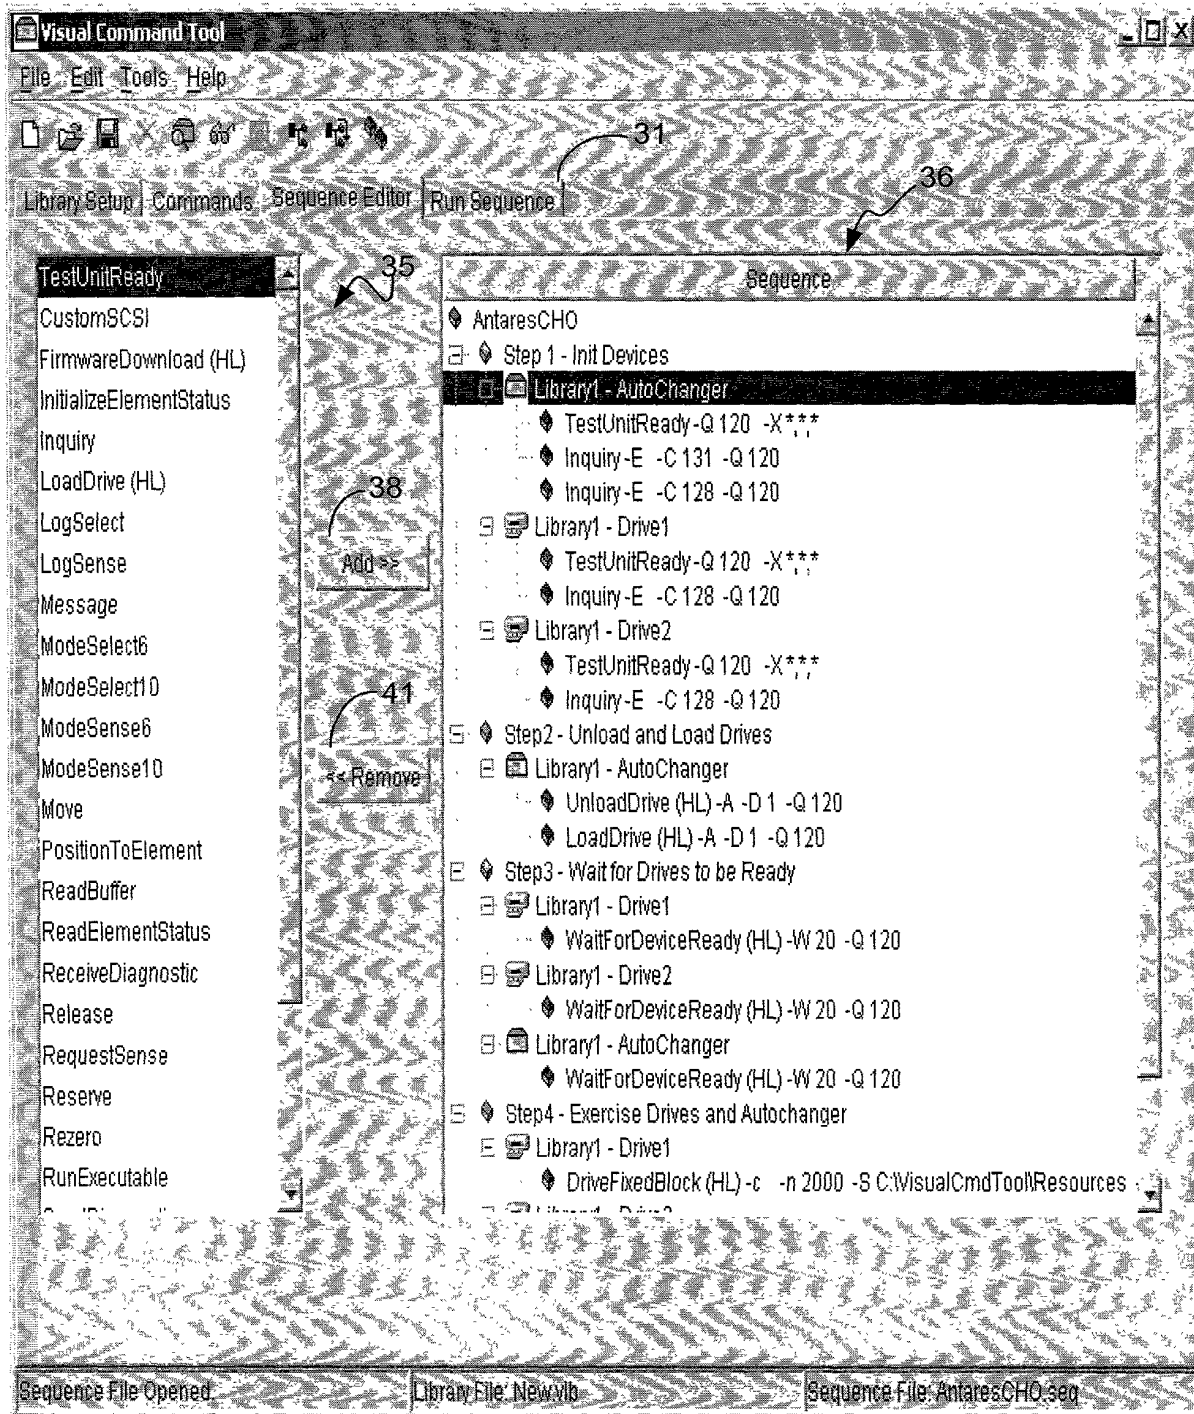 Visual Command Tool
File Edit Tools Help
31
36
Library Setup Commands Sequence Editor Run Sequence
35
TestUnitReady
CustomSCSI
FirmwareDownload (HL)
InitializeElementStatus
Inquiry
LoadDrive (HL)
LogSelect
LogSense
Message
ModeSelect6
ModeSelect10
ModeSense6
ModeSense10
Move
PositionToElement
ReadBuffer
ReadElementStatus
ReceiveDiagnostic
Release
RequestSense
Reserve
Rezero
RunExecutable
38
Add >>
41
<< Remove
Sequence
AntaresCHO
Step 1 - Init Devices
Library1 - AutoChanger
TestUnitReady -Q 120 -X*,*,*
Inquiry -E -C 131 -Q 120
Inquiry -E -C 128 -Q 120
Library1 - Drive1
TestUnitReady -Q 120 -X*,*,*
Inquiry -E -C 128 -Q 120
Library1 - Drive2
TestUnitReady -Q 120 -X*,*,*
Inquiry -E -C 128 -Q 120
Step2 - Unload and Load Drives
Library1 - AutoChanger
UnloadDrive (HL) -A -D 1 -Q 120
LoadDrive (HL) -A -D 1 -Q 120
Step3 - Wait for Drives to be Ready
Library1 - Drive1
WaitForDeviceReady (HL) -W 20 -Q 120
Library1 - Drive2
WaitForDeviceReady (HL) -W 20 -Q 120
Library1 - AutoChanger
WaitForDeviceReady (HL) -W 20 -Q 120
Step4 - Exercise Drives and Autochanger
Library1 - Drive1
DriveFixedBlock (HL) -c -n 2000 -S C:\VisualCmdTool\Resources
Sequence File Opened. Library File: New.vlb Sequence File: AntaresCHO.seq